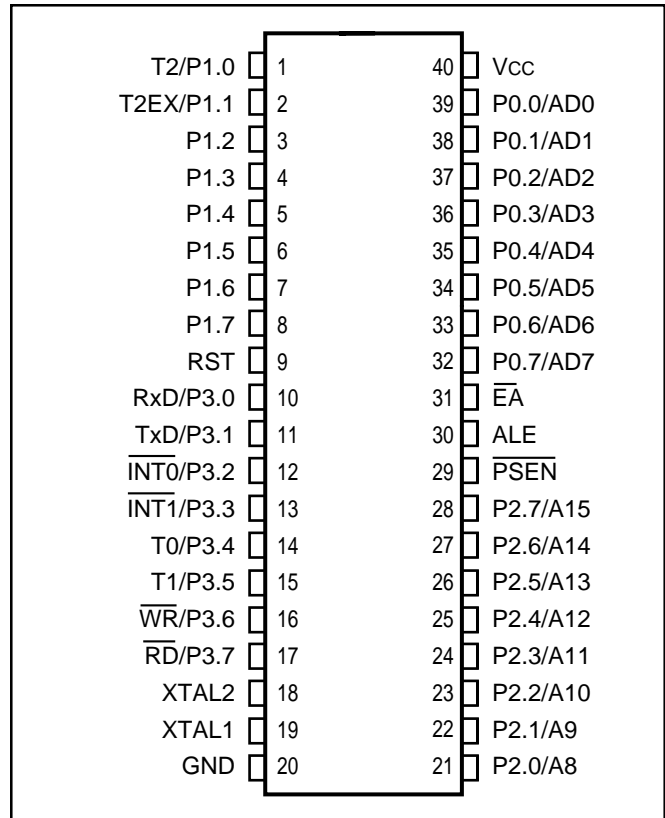 T2/P1.0 1 40 Vcc
T2EX/P1.1 2 39 P0.0/AD0
P1.2 3 38 P0.1/AD1
P1.3 4 37 P0.2/AD2
P1.4 5 36 P0.3/AD3
P1.5 6 35 P0.4/AD4
P1.6 7 34 P0.5/AD5
P1.7 8 33 P0.6/AD6
RST 9 32 P0.7/AD7
RxD/P3.0 10 31 E̅A̅
TxD/P3.1 11 30 ALE
I̅N̅T̅0̅/P3.2 12 29 P̅S̅E̅N̅
I̅N̅T̅1̅/P3.3 13 28 P2.7/A15
T0/P3.4 14 27 P2.6/A14
T1/P3.5 15 26 P2.5/A13
W̅R̅/P3.6 16 25 P2.4/A12
R̅D̅/P3.7 17 24 P2.3/A11
XTAL2 18 23 P2.2/A10
XTAL1 19 22 P2.1/A9
GND 20 21 P2.0/A8